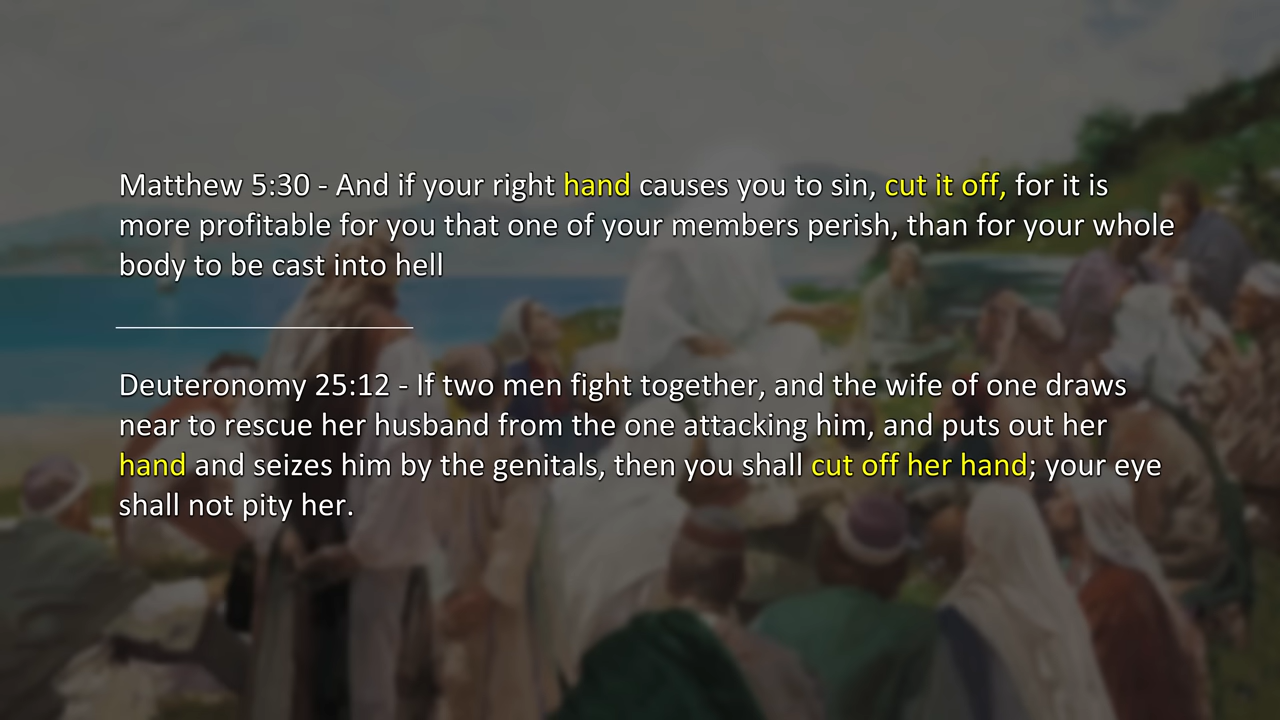 Matthew 5:30 - And if your right hand causes you to sin, cut it off, for it is
more profitable for you that one of your members perish, than for your whole
body to be cast into hell
Deuteronomy 25:12 - If two men fight together, and the wife of one draws
near to rescue her husband from the one attacking him, and puts out her
hand and seizes him by the genitals, then you shall cut off her hand; your eye
shall not pity her.